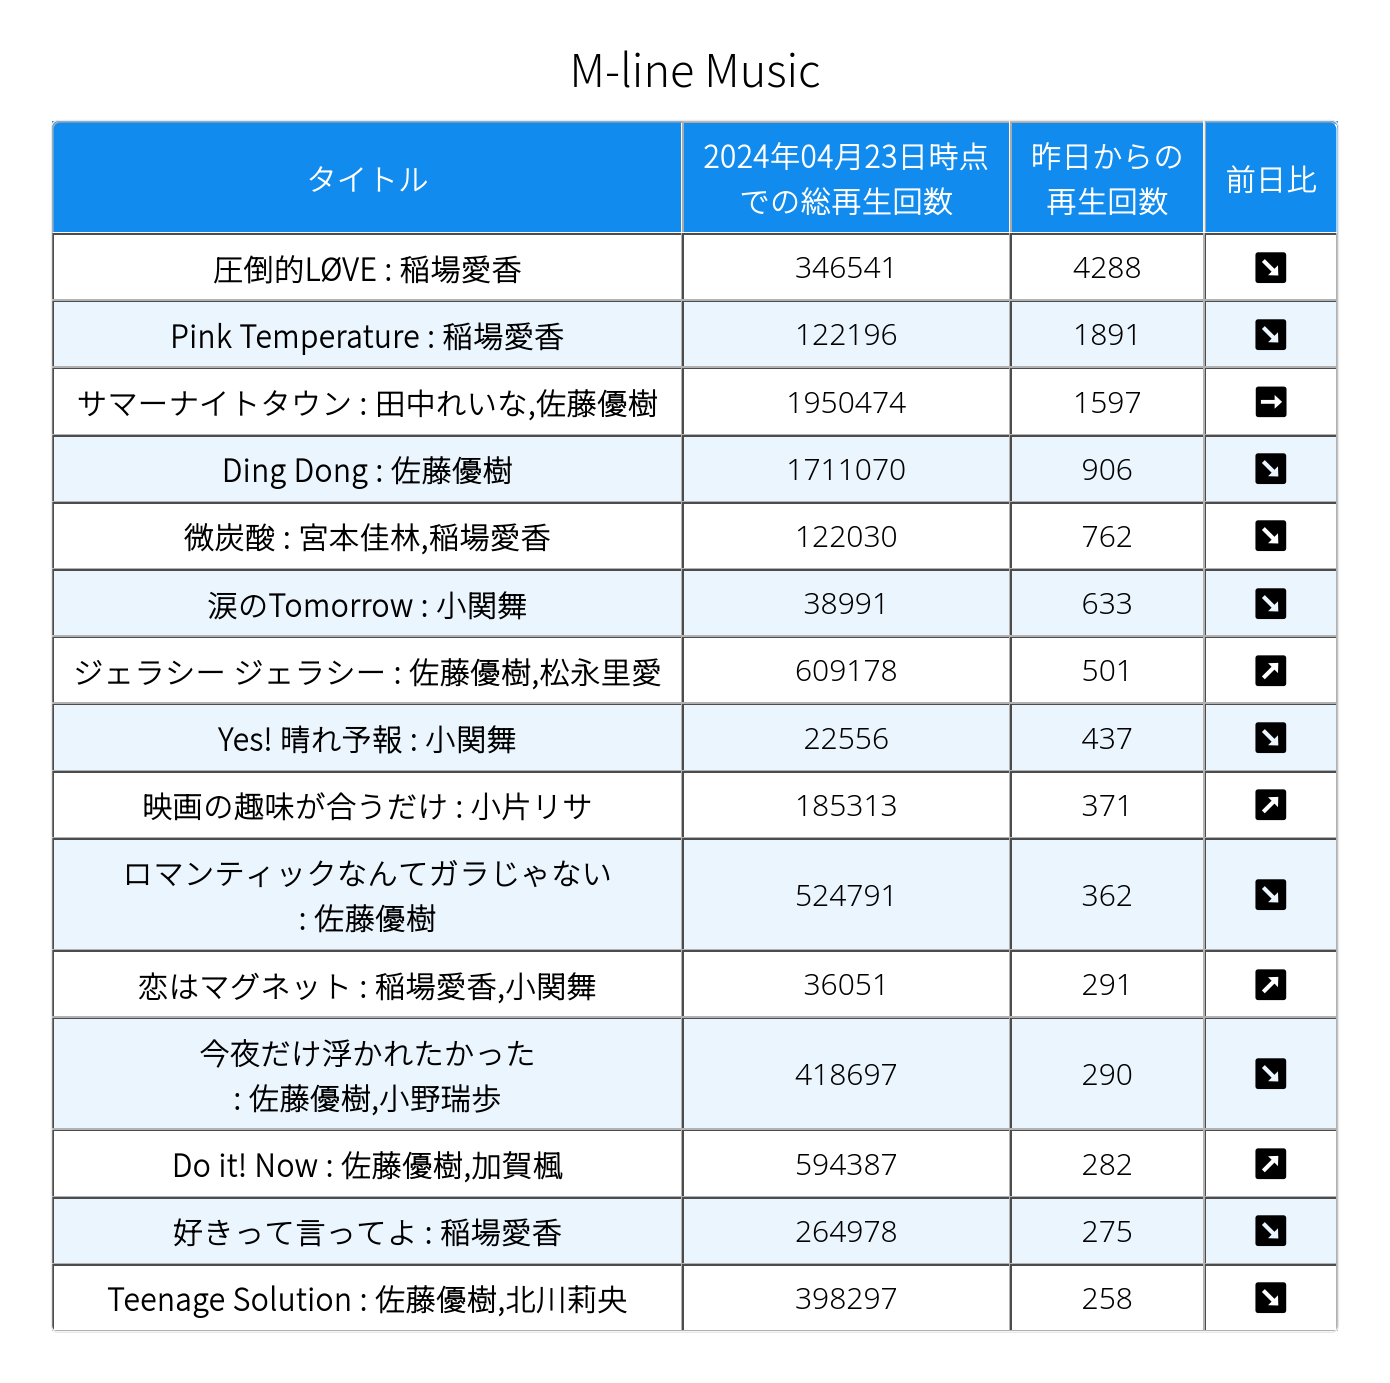 M-line Music
タイトル 2024年04月23日時点 昨日からの 前日比
での総再生回数 再生回数
圧倒的LØVE : 稲場愛香 346541 4288 ↘
Pink Temperature : 稲場愛香 122196 1891 ↘
サマーナイトタウン : 田中れいな,佐藤優樹 1950474 1597 →
Ding Dong : 佐藤優樹 1711070 906 ↘
微炭酸 : 宮本佳林,稲場愛香 122030 762 ↘
涙のTomorrow : 小関舞 38991 633 ↘
ジェラシー ジェラシー : 佐藤優樹,松永里愛 609178 501 ↗
Yes! 晴れ予報 : 小関舞 22556 437 ↘
映画の趣味が合うだけ : 小片リサ 185313 371 ↗
ロマンティックなんてガラじゃない
: 佐藤優樹 524791 362 ↘
恋はマグネット : 稲場愛香,小関舞 36051 291 ↗
今夜だけ浮かれたかった
: 佐藤優樹,小野瑞歩 418697 290 ↘
Do it! Now : 佐藤優樹,加賀楓 594387 282 ↗
好きって言ってよ : 稲場愛香 264978 275 ↘
Teenage Solution : 佐藤優樹,北川莉央 398297 258 ↘